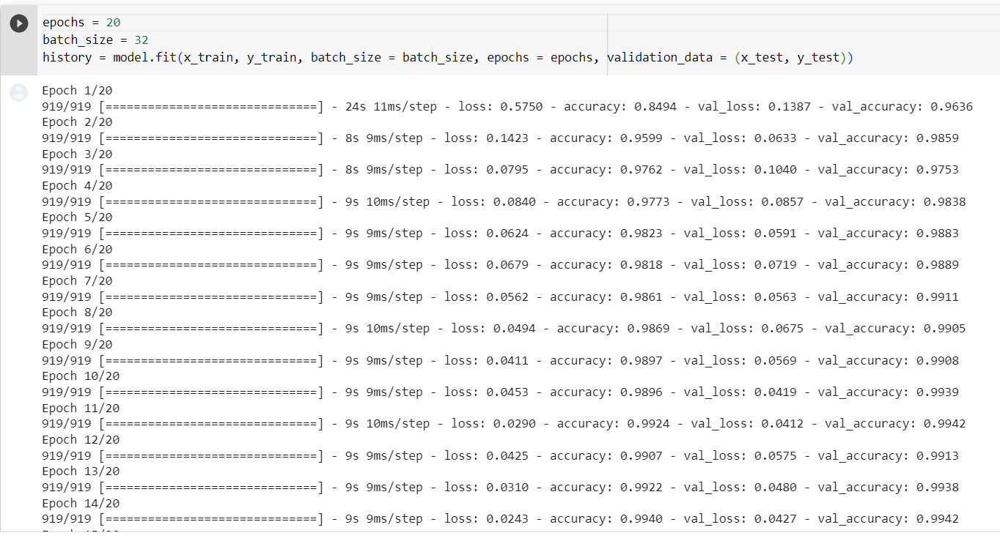 epochs = 20
batch_size = 32
history = model.fit(x_train, y_train, batch_size = batch_size, epochs = epochs, validation_data = (x_test, y_test))
Epoch 1/20
919/919 [==============================] - 24s 11ms/step - loss: 0.5750 - accuracy: 0.8494 - val_loss: 0.1387 - val_accuracy: 0.9636
Epoch 2/20
919/919 [==============================] - 8s 9ms/step - loss: 0.1423 - accuracy: 0.9599 - val_loss: 0.0633 - val_accuracy: 0.9859
Epoch 3/20
919/919 [==============================] - 8s 9ms/step - loss: 0.0795 - accuracy: 0.9762 - val_loss: 0.1040 - val_accuracy: 0.9753
Epoch 4/20
919/919 [==============================] - 9s 10ms/step - loss: 0.0840 - accuracy: 0.9773 - val_loss: 0.0857 - val_accuracy: 0.9838
Epoch 5/20
919/919 [==============================] - 9s 9ms/step - loss: 0.0624 - accuracy: 0.9823 - val_loss: 0.0591 - val_accuracy: 0.9883
Epoch 6/20
919/919 [==============================] - 9s 9ms/step - loss: 0.0679 - accuracy: 0.9818 - val_loss: 0.0719 - val_accuracy: 0.9889
Epoch 7/20
919/919 [==============================] - 9s 9ms/step - loss: 0.0562 - accuracy: 0.9861 - val_loss: 0.0563 - val_accuracy: 0.9911
Epoch 8/20
919/919 [==============================] - 9s 10ms/step - loss: 0.0494 - accuracy: 0.9869 - val_loss: 0.0675 - val_accuracy: 0.9905
Epoch 9/20
919/919 [==============================] - 9s 9ms/step - loss: 0.0411 - accuracy: 0.9897 - val_loss: 0.0569 - val_accuracy: 0.9908
Epoch 10/20
919/919 [==============================] - 9s 9ms/step - loss: 0.0453 - accuracy: 0.9896 - val_loss: 0.0419 - val_accuracy: 0.9939
Epoch 11/20
919/919 [==============================] - 9s 10ms/step - loss: 0.0290 - accuracy: 0.9924 - val_loss: 0.0412 - val_accuracy: 0.9942
Epoch 12/20
919/919 [==============================] - 9s 9ms/step - loss: 0.0425 - accuracy: 0.9907 - val_loss: 0.0575 - val_accuracy: 0.9913
Epoch 13/20
919/919 [==============================] - 9s 9ms/step - loss: 0.0310 - accuracy: 0.9922 - val_loss: 0.0480 - val_accuracy: 0.9938
Epoch 14/20
919/919 [==============================] - 9s 9ms/step - loss: 0.0243 - accuracy: 0.9940 - val_loss: 0.0427 - val_accuracy: 0.9942